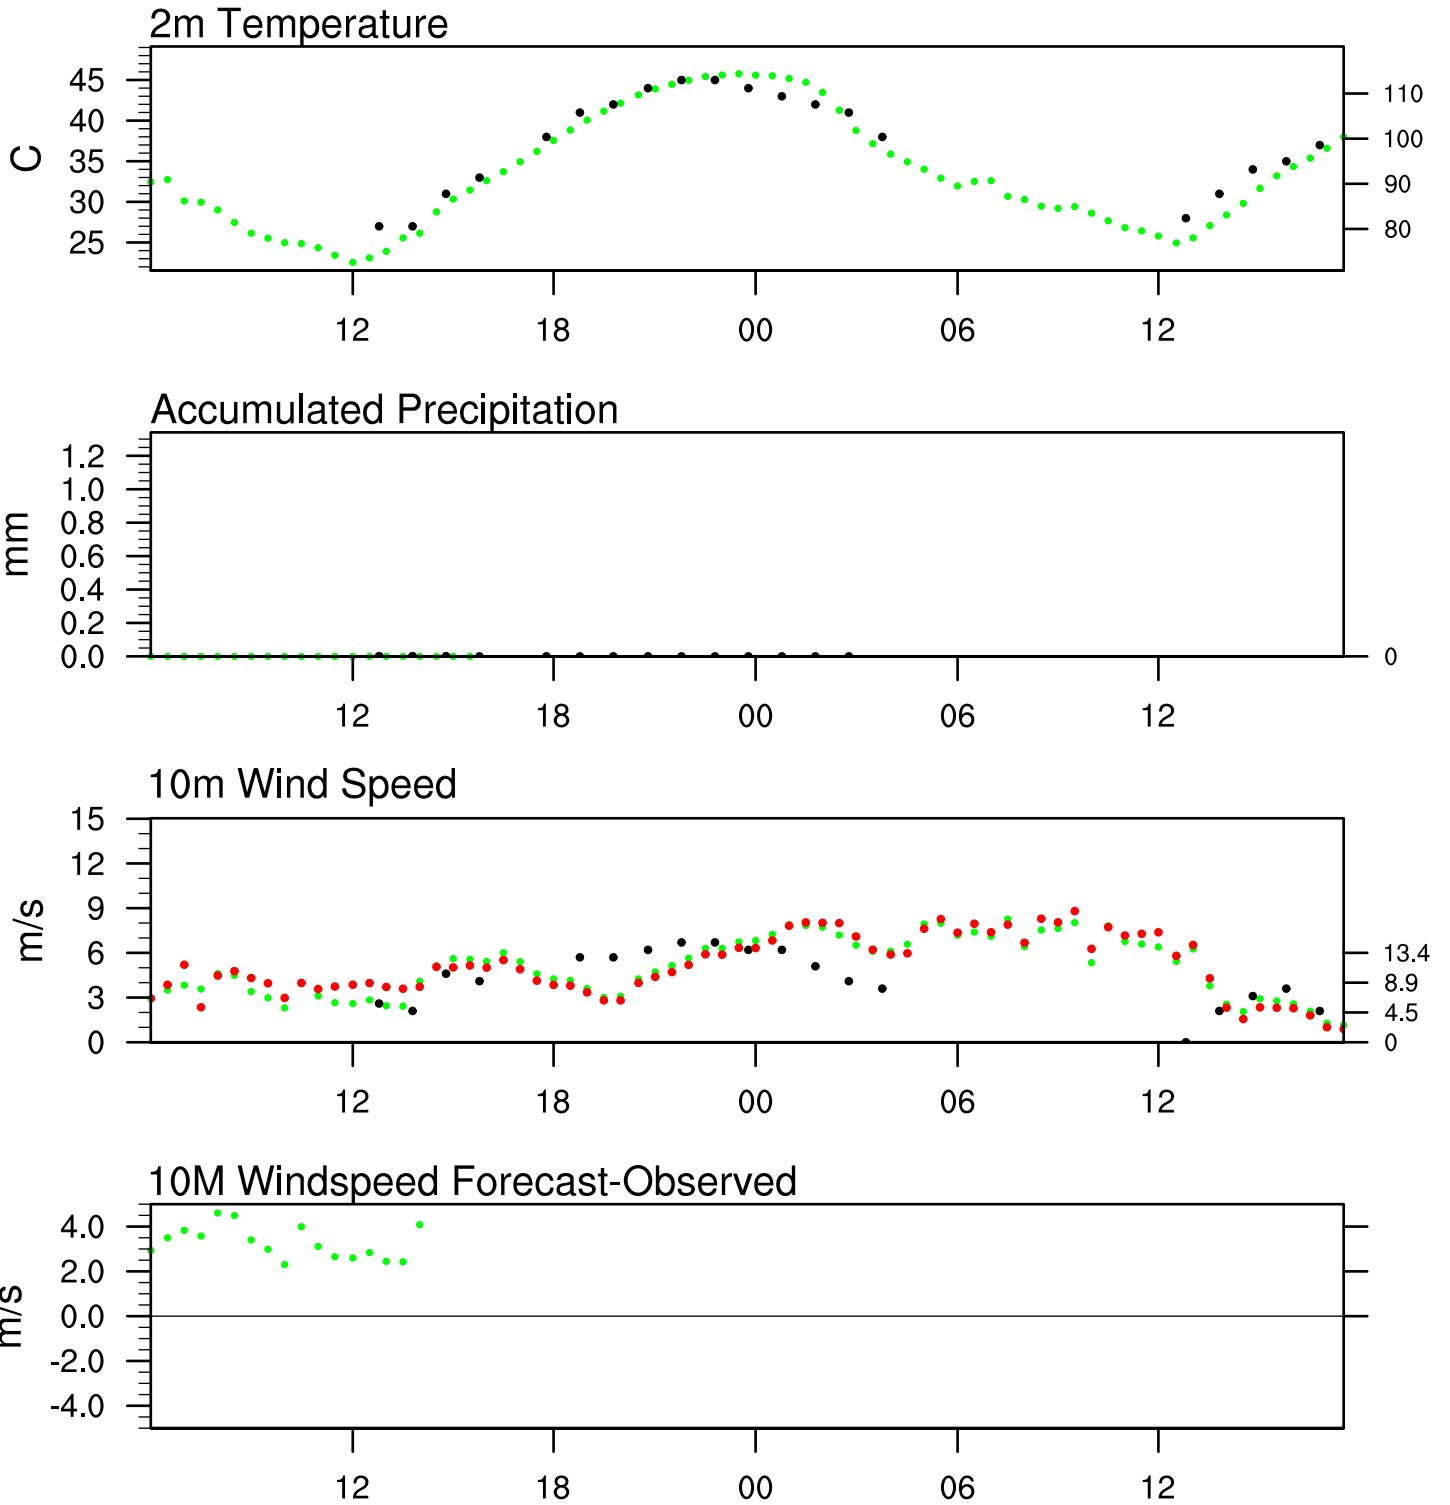 2m Temperature
45
40
35
30
25
C
110
100
90
80
12 18 00 06 12
Accumulated Precipitation
1.2
1.0
0.8
0.6
0.4
0.2
0.0
mm
0
12 18 00 06 12
10m Wind Speed
15
12
9
6
3
0
m/s
13.4
8.9
4.5
0
12 18 00 06 12
10M Windspeed Forecast-Observed
4.0
2.0
0.0
-2.0
-4.0
m/s
12 18 00 06 12